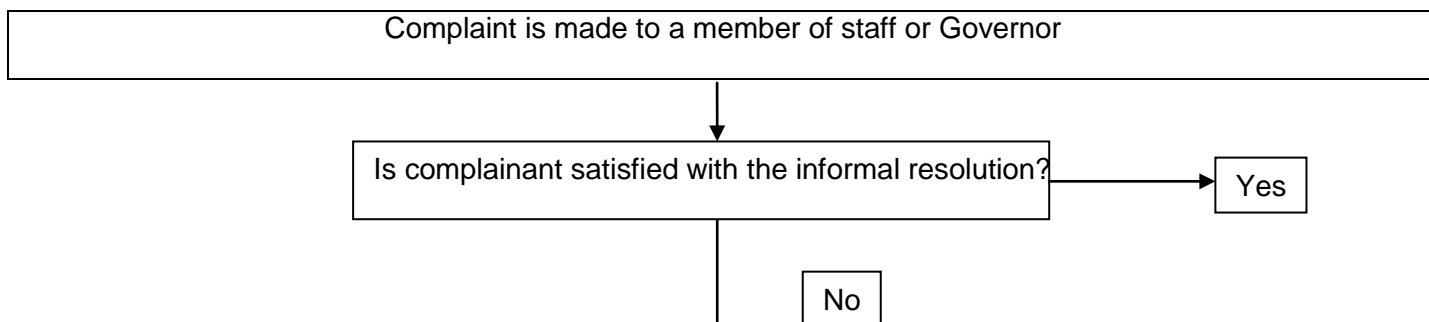 Complaint is made to a member of staff or Governor
Is complainant satisfied with the informal resolution?
Yes
No